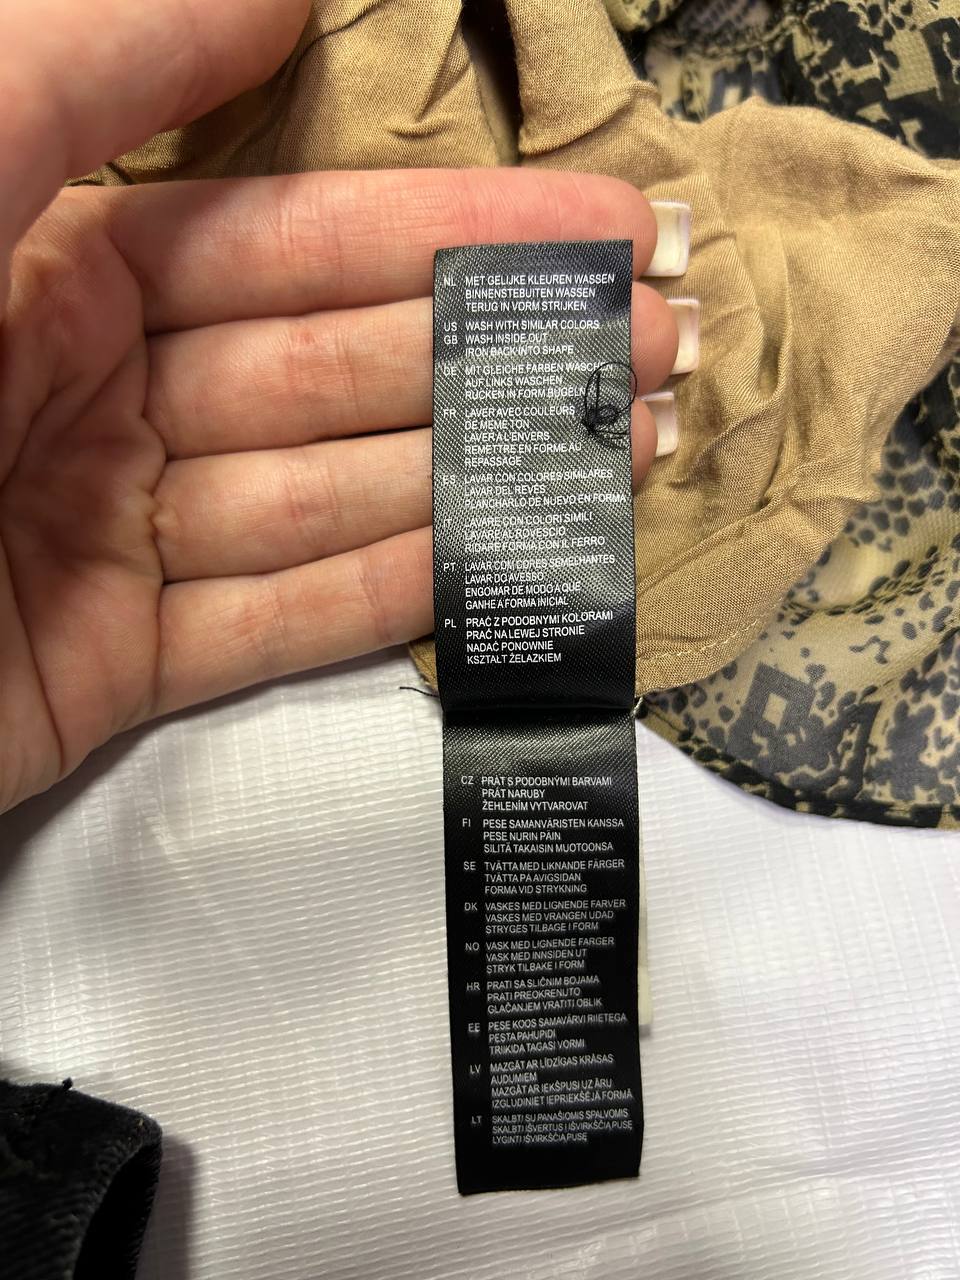 NL MET GELIJKE KLEUREN WASSEN
BINNENSTEBUITEN WASSEN
TERUG IN VORM STRIJKEN
US WASH WITH SIMILAR COLORS
GB WASH INSIDE OUT
IRON BACK INTO SHAPE
DE MIT GLEICHE FARBEN WASCH
AUF LINKS WASCHEN
RÜCKEN IN FORM BÜGELN
FR LAVER AVEC COULEURS
DE MEME TON
LAVER A L'ENVERS
REMETTRE EN FORME AU
REPASSAGE
ES LAVAR CON COLORES SIMILARES
LAVAR DEL REVÉS
PLANCHARLO DE NUEVO EN FORMA
IT LAVARE CON COLORI SIMILI
LAVARE AL ROVESCIO
RIDARE FORMA CON IL FERRO
PT LAVAR COM CORES SEMELHANTES
LAVAR DO AVESSO
ENGOMAR DE MODO A QUE
GANHE A FORMA INICIAL
PL PRAĆ Z PODOBNYMI KOLORAMI
PRAĆ NA LEWEJ STRONIE
NADAĆ PONOWNIE
KSZTAŁT ŻELAZKIEM
CZ PRÁT S PODOBNÝMI BARVAMI
PRÁT NARUBY
ŽEHLENÍM VYTVAROVAT
FI PESE SAMANVÄRISTEN KANSSA
PESE NURIN PÄIN
SILITÄ TAKAISIN MUOTOONSA
SE TVÄTTA MED LIKNANDE FÄRGER
TVÄTTA PÅ AVIGSIDAN
FORMA VID STRYKNING
DK VASKES MED LIGNENDE FARVER
VASKES MED VRANGEN UDAD
STRYGES TILBAGE I FORM
NO VASK MED LIGNENDE FARGER
VASK MED INNSIDEN UT
STRYK TILBAKE I FORM
HR PRATI SA SLIČNIM BOJAMA
PRATI PREOKRENUTO
GLAČANJEM VRATITI OBLIK
EE PESE KOOS SAMAVÄRVI RIIETEGA
PESTA PAHUPIDI
TRIIKIDA TAGASI VORMI
LV MAZGĀT AR LĪDZĪGAS KRĀSAS
AUDUMIEM
MAZGĀT AR IEKŠPUSI UZ ĀRU
IZGLUDINIET IEPRIEKŠĒJĀ FORMĀ
LT SKALBTI SU PANAŠIOMIS SPALVOMIS
SKALBTI IŠVERTUS Į IŠVIRKŠČIĄ PUSĘ
LYGINTI IŠVIRKŠČIĄ PUSĘ